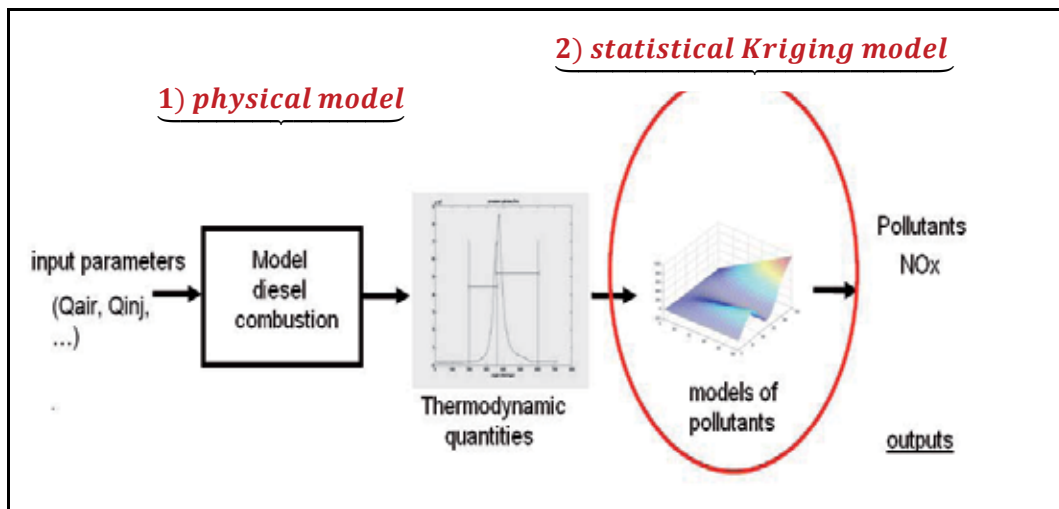 2) statistical Kriging model
1) physical model
input parameters
(Qair, Qinj,
...)
Model
diesel
combustion
Thermodynamic
quantities
models of
pollutants
Pollutants
NOx
outputs